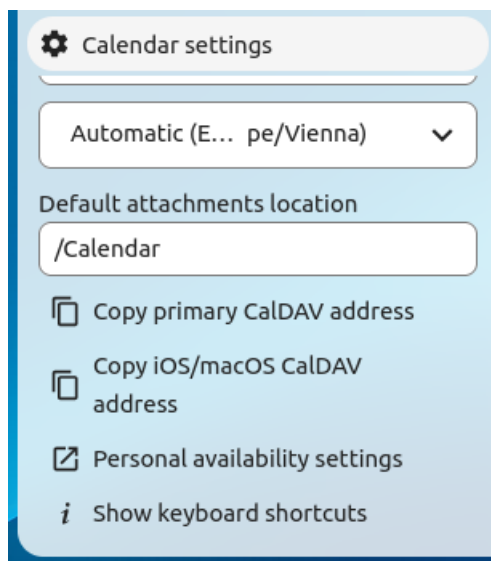 Calendar settings
Automatic (E… pe/Vienna)
Default attachments location
/Calendar
Copy primary CalDAV address
Copy iOS/macOS CalDAV
address
Personal availability settings
Show keyboard shortcuts